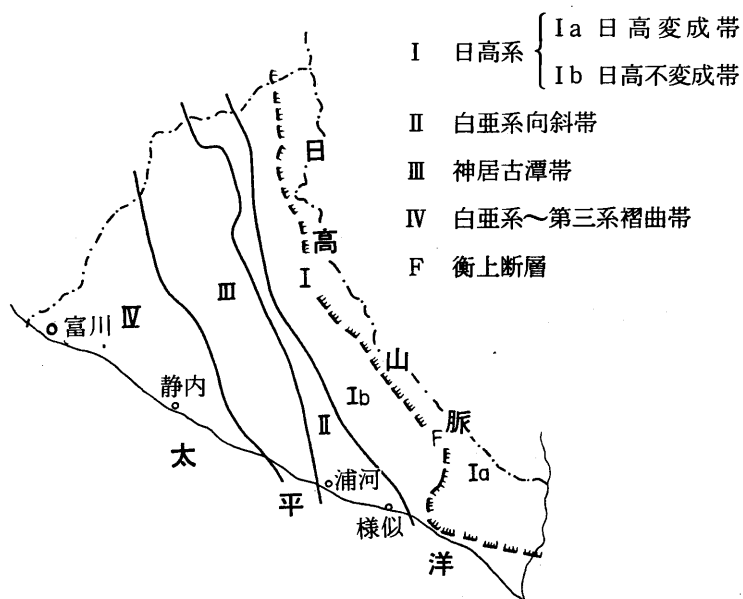 I 日高系
Ia 日高変成帯
Ib 日高不変成帯
II 白亜系向斜帯
III 神居古潭帯
IV 白亜系～第三系褶曲帯
F 衡上断層
日
高
I
III
IV
富川
山
静内
Ib
脈
II
F
太
Ia
浦河
平
様似
洋